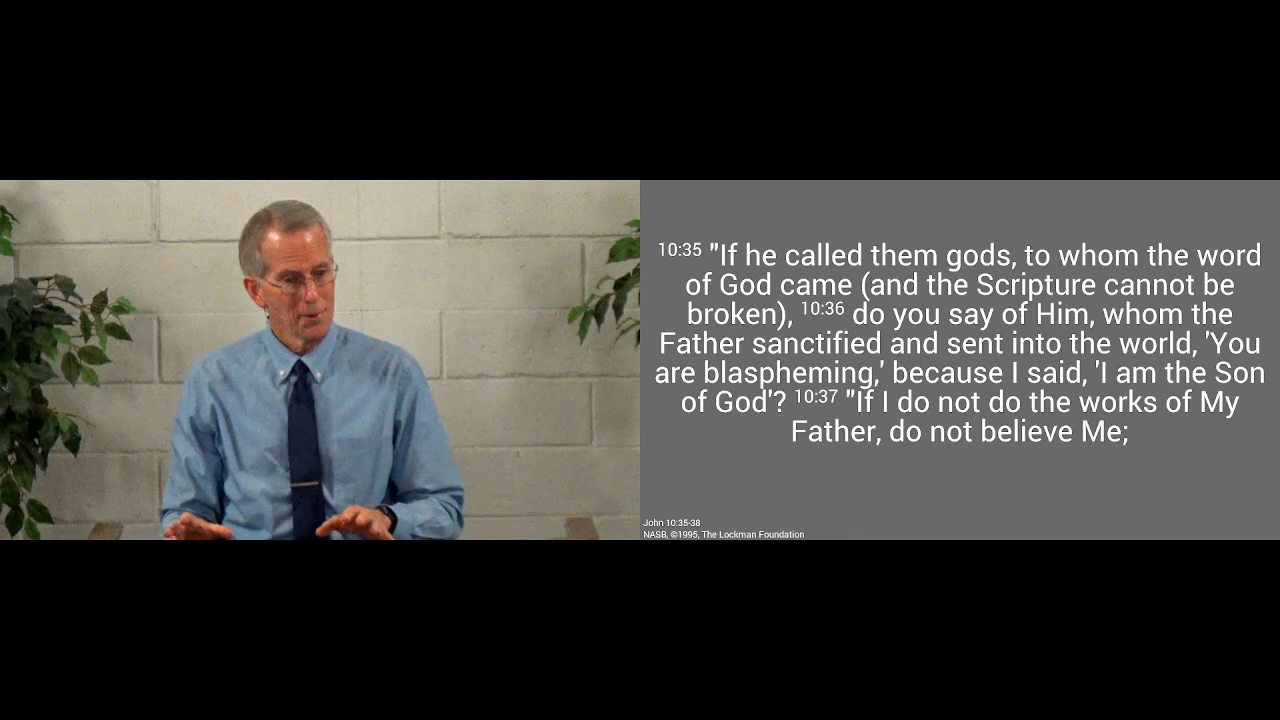 10:35 "If he called them gods, to whom the word
of God came (and the Scripture cannot be
broken), 10:36 do you say of Him, whom the
Father sanctified and sent into the world, 'You
are blaspheming,' because I said, 'I am the Son
of God'? 10:37 "If I do not do the works of My
Father, do not believe Me;
John 10:35-38
NASB, ©1995, The Lockman Foundation